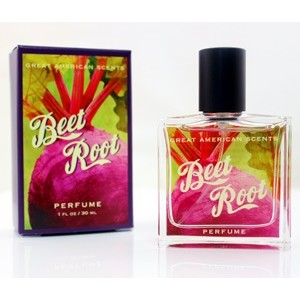 GREAT AMERICAN SCENTS
Beet
Root
PERFUME
1 FL OZ / 30 ML
GREAT AMERICAN SCENTS
Beet
Root
PERFUME